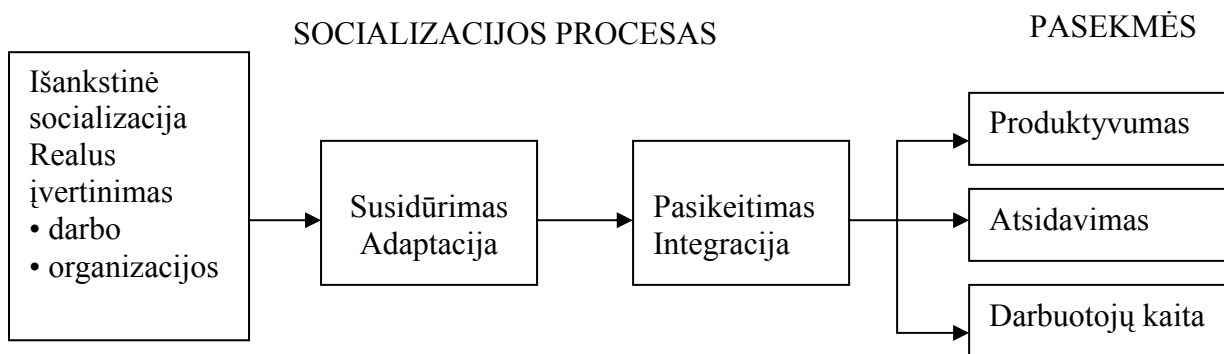 SOCIALIZACIJOS PROCESAS
PASEKMĖS
Išankstinė
socializacija
Realus
įvertinimas
• darbo
• organizacijos
Susidūrimas
Adaptacija
Pasikeitimas
Integracija
Produktyvumas
Atsidavimas
Darbuotojų kaita